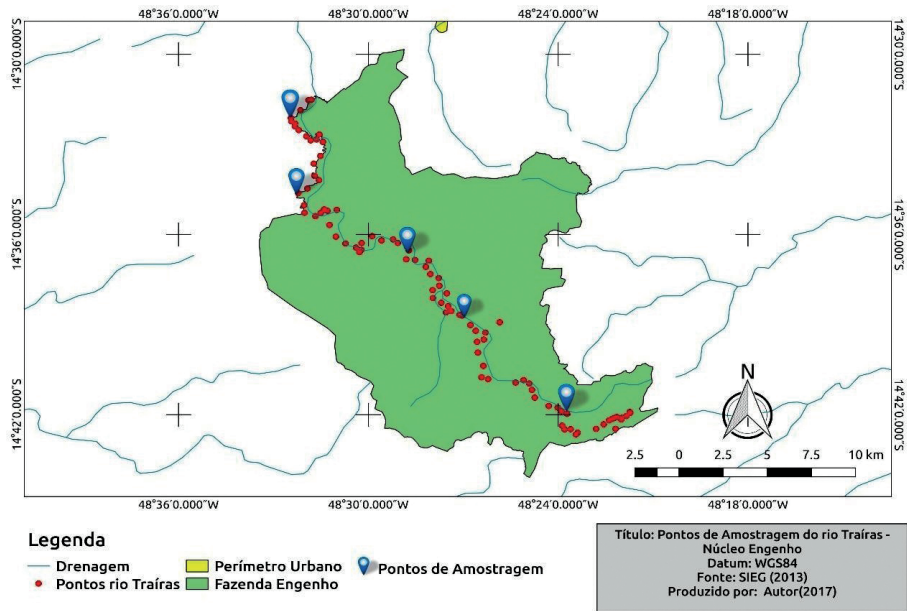 48°36'0.000"W 48°30'0.000"W 48°24'0.000"W 48°18'0.000"W
14°30'0.000"S 14°30'0.000"S
14°36'0.000"S 14°36'0.000"S
14°42'0.000"S 14°42'0.000"S
N
2.5 0 2.5 5 7.5 10 km
48°36'0.000"W 48°30'0.000"W 48°24'0.000"W 48°18'0.000"W
Legenda
Drenagem
Pontos rio Traíras
Perímetro Urbano
Fazenda Engenho
Pontos de Amostragem
Título: Pontos de Amostragem do rio Traíras -
Núcleo Engenho
Datum: WGS84
Fonte: SIEG (2013)
Produzido por: Autor(2017)